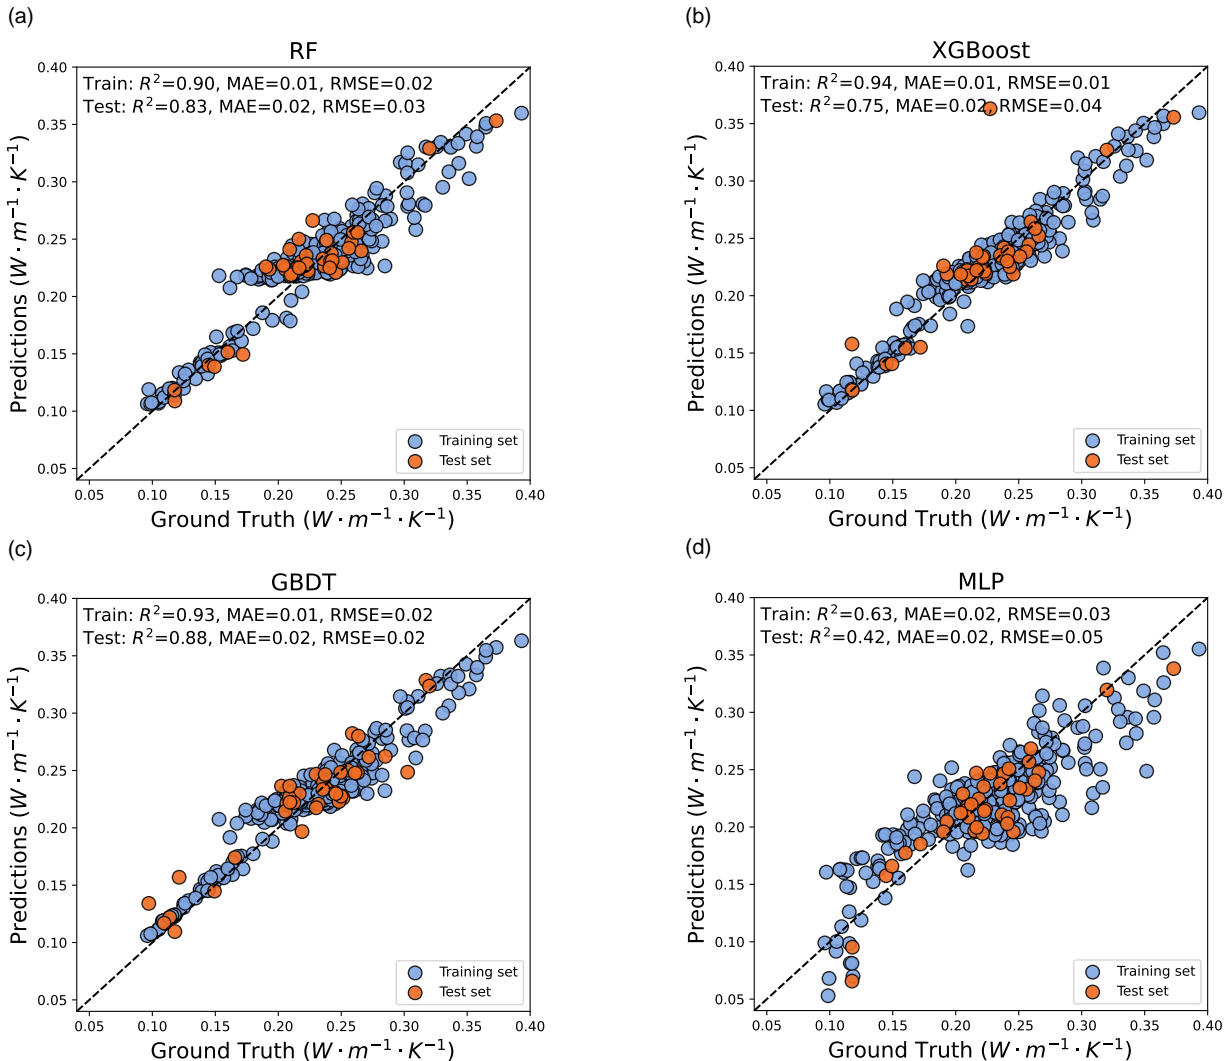 (a)
RF
Train: R²=0.90, MAE=0.01, RMSE=0.02
Test: R²=0.83, MAE=0.02, RMSE=0.03
0.40
0.35
0.30
0.25
0.20
0.15
0.10
0.05
Predictions (W · m⁻¹ · K⁻¹)
Training set
Test set
0.05 0.10 0.15 0.20 0.25 0.30 0.35 0.40
Ground Truth (W · m⁻¹ · K⁻¹)
(b)
XGBoost
Train: R²=0.94, MAE=0.01, RMSE=0.01
Test: R²=0.75, MAE=0.02, RMSE=0.04
0.40
0.35
0.30
0.25
0.20
0.15
0.10
0.05
Predictions (W · m⁻¹ · K⁻¹)
Training set
Test set
0.05 0.10 0.15 0.20 0.25 0.30 0.35 0.40
Ground Truth (W · m⁻¹ · K⁻¹)
(c)
GBDT
Train: R²=0.93, MAE=0.01, RMSE=0.02
Test: R²=0.88, MAE=0.02, RMSE=0.02
0.40
0.35
0.30
0.25
0.20
0.15
0.10
0.05
Predictions (W · m⁻¹ · K⁻¹)
Training set
Test set
0.05 0.10 0.15 0.20 0.25 0.30 0.35 0.40
Ground Truth (W · m⁻¹ · K⁻¹)
(d)
MLP
Train: R²=0.63, MAE=0.02, RMSE=0.03
Test: R²=0.42, MAE=0.02, RMSE=0.05
0.40
0.35
0.30
0.25
0.20
0.15
0.10
0.05
Predictions (W · m⁻¹ · K⁻¹)
Training set
Test set
0.05 0.10 0.15 0.20 0.25 0.30 0.35 0.40
Ground Truth (W · m⁻¹ · K⁻¹)